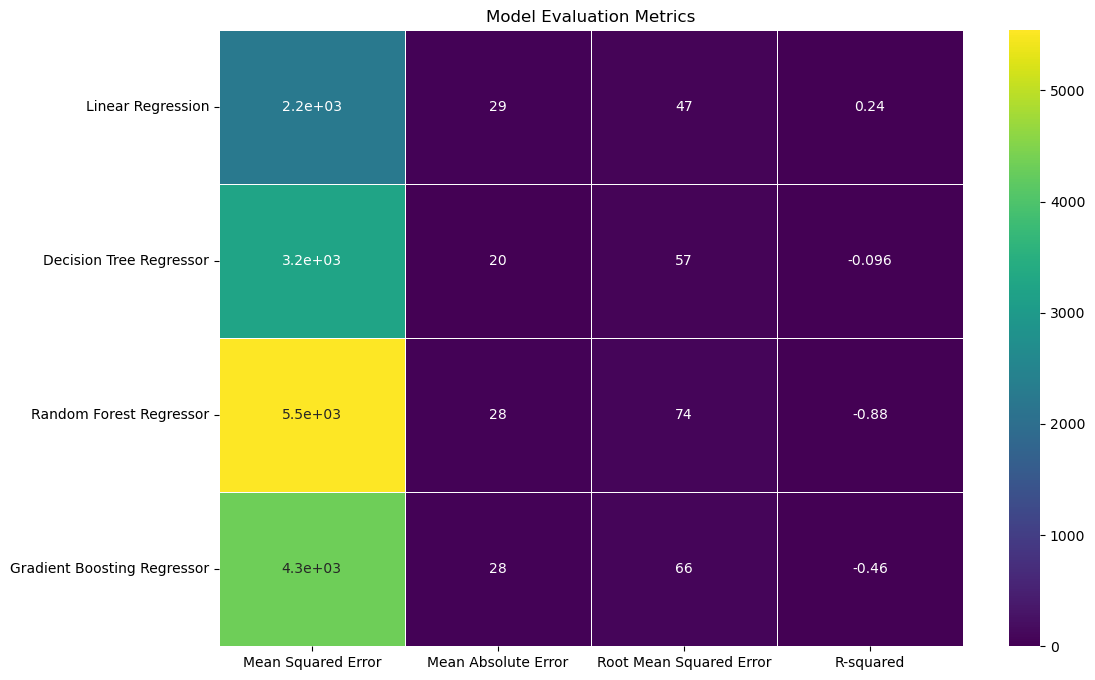 Model Evaluation Metrics
Linear Regression 2.2e+03 29 47 0.24
Decision Tree Regressor 3.2e+03 20 57 -0.096
Random Forest Regressor 5.5e+03 28 74 -0.88
Gradient Boosting Regressor 4.3e+03 28 66 -0.46
Mean Squared Error Mean Absolute Error Root Mean Squared Error R-squared
5000
4000
3000
2000
1000
0